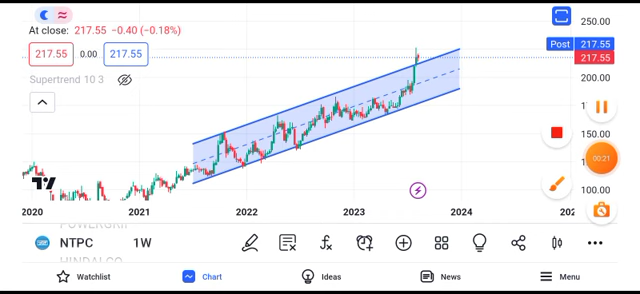 250.00
At close: 217.55 −0.40 (−0.18%)
Post 217.55
217.55 0.00 217.55
217.55
200.00
Supertrend 10 3
150.00
00:21
100.00
2020 2021 2022 2023 2024
POWERGRID
NTPC 1W
HINDALCO
Watchlist Chart Ideas News Menu